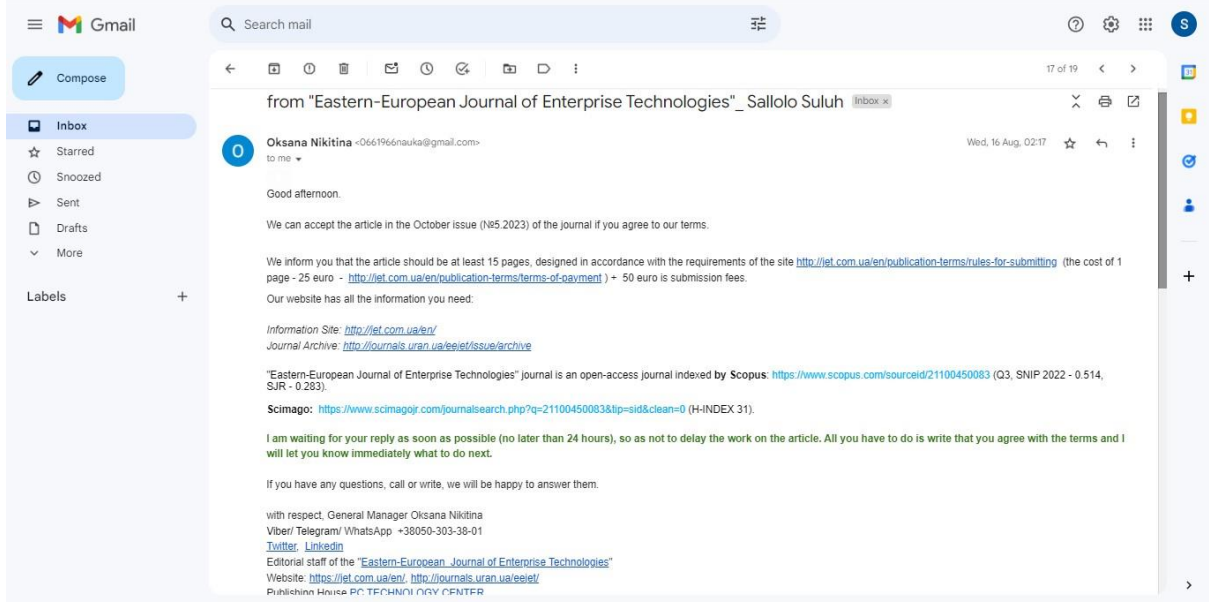 Gmail
Search mail
S
Compose
17 of 19
Inbox
Starred
Snoozed
Sent
Drafts
More
Labels
from "Eastern-European Journal of Enterprise Technologies"_ Sallolo Suluh Inbox x
O
Oksana Nikitina <0661966nauka@gmail.com>
Wed, 16 Aug, 02:17
to me
Good afternoon.
We can accept the article in the October issue (№5.2023) of the journal if you agree to our terms.
We inform you that the article should be at least 15 pages, designed in accordance with the requirements of the site http://jet.com.ua/en/publication-terms/rules-for-submitting (the cost of 1
page - 25 euro - http://jet.com.ua/en/publication-terms/terms-of-payment ) + 50 euro is submission fees.
Our website has all the information you need:
Information Site: http://jet.com.ua/en/
Journal Archive: http://journals.uran.ua/eejet/issue/archive
"Eastern-European Journal of Enterprise Technologies" journal is an open-access journal indexed by Scopus: https://www.scopus.com/sourceid/21100450083 (Q3, SNIP 2022 - 0.514,
SJR - 0.283).
Scimago: https://www.scimagojr.com/journalsearch.php?q=21100450083&tip=sid&clean=0 (H-INDEX 31).
I am waiting for your reply as soon as possible (no later than 24 hours), so as not to delay the work on the article. All you have to do is write that you agree with the terms and I
will let you know immediately what to do next.
If you have any questions, call or write, we will be happy to answer them.
with respect, General Manager Oksana Nikitina
Viber/ Telegram/ WhatsApp +38050-303-38-01
Twitter, Linkedin
Editorial staff of the "Eastern-European Journal of Enterprise Technologies"
Website: https://jet.com.ua/en/, http://journals.uran.ua/eejet/
Publishing House PC TECHNOLOGY CENTER